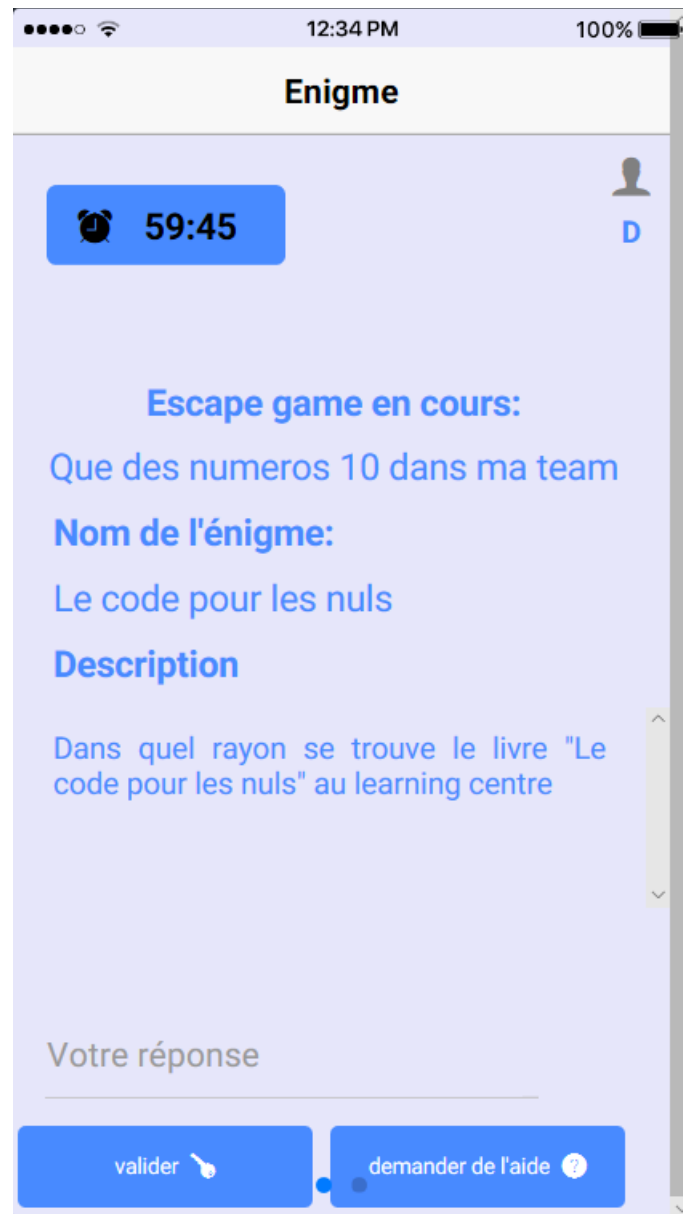 12:34 PM
100%
Enigme
59:45
D
Escape game en cours:
Que des numeros 10 dans ma team
Nom de l'énigme:
Le code pour les nuls
Description
Dans quel rayon se trouve le livre "Le
code pour les nuls" au learning centre
Votre réponse
valider
demander de l'aide ?